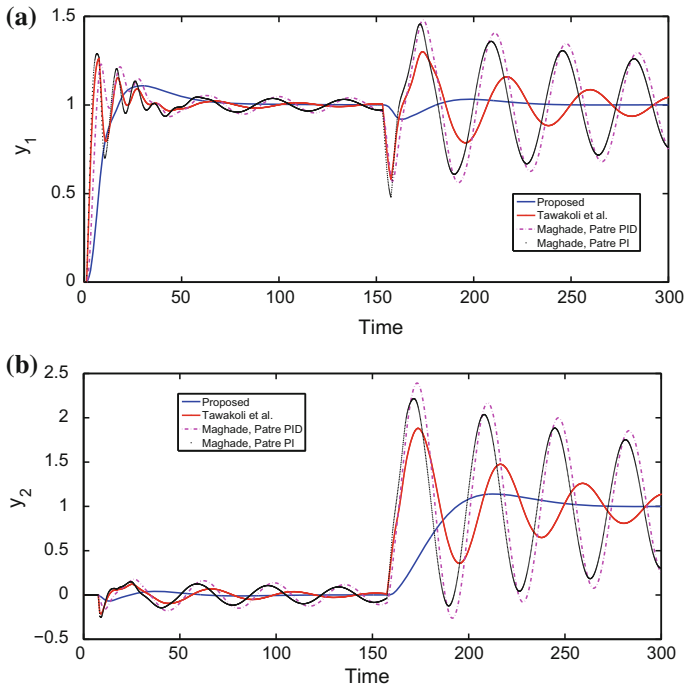 (a)
1.5
1
0.5
0
y1
0
50
100
150
200
250
300
Time
Proposed
Tawakoli et al.
Maghade, Patre PID
Maghade, Patre PI
(b)
2.5
2
1.5
1
0.5
0
−0.5
y2
0
50
100
150
200
250
300
Time
Proposed
Tawakoli et al.
Maghade, Patre PID
Maghade, Patre PI